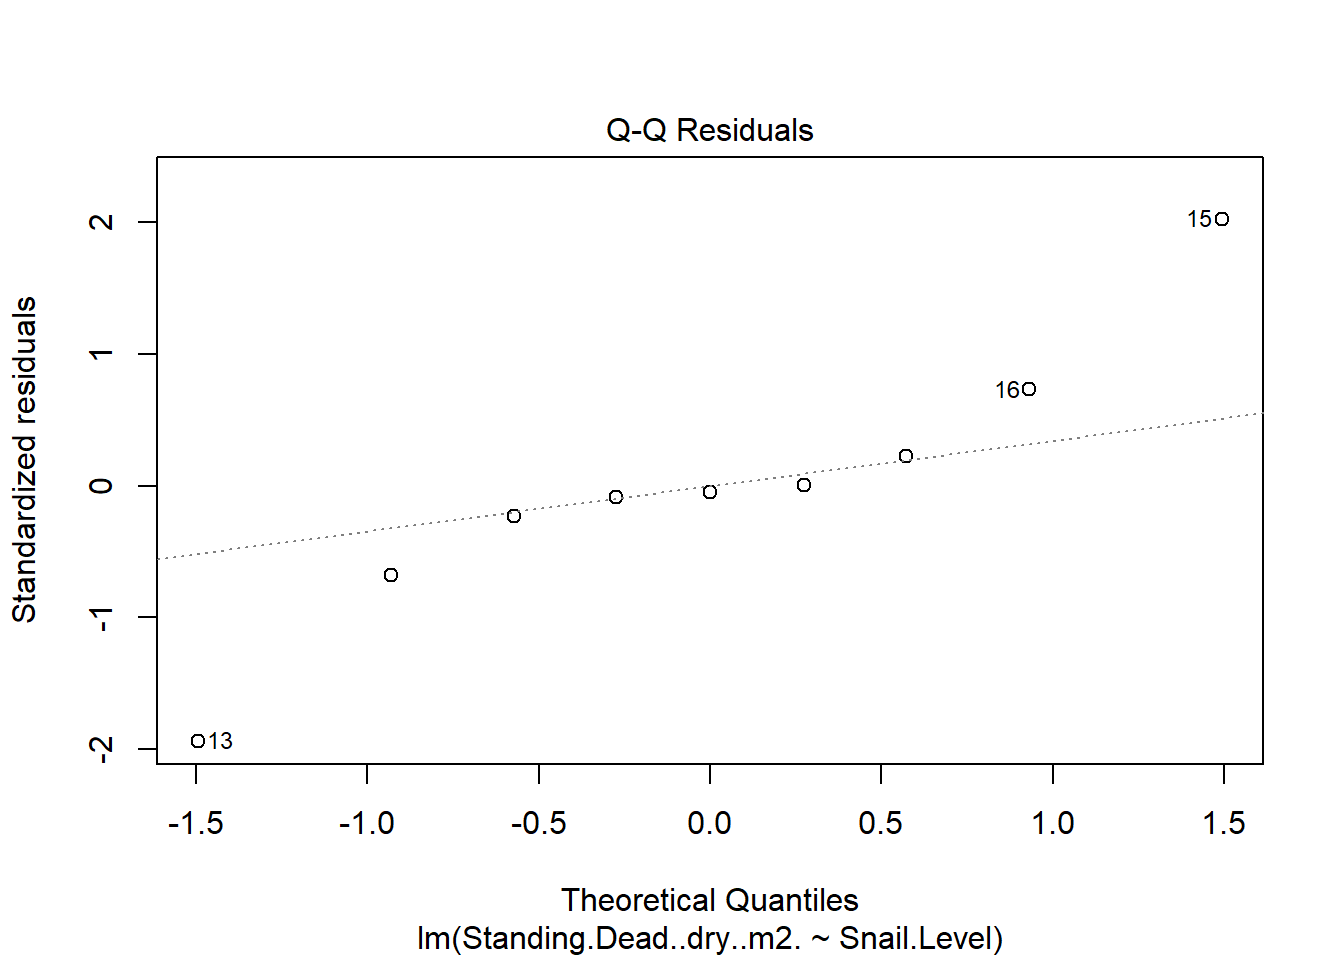 Q-Q Residuals
Standardized residuals
2
1
0
-1
-2
15
16
13
-1.5 -1.0 -0.5 0.0 0.5 1.0 1.5
Theoretical Quantiles
lm(Standing.Dead..dry..m2. ~ Snail.Level)